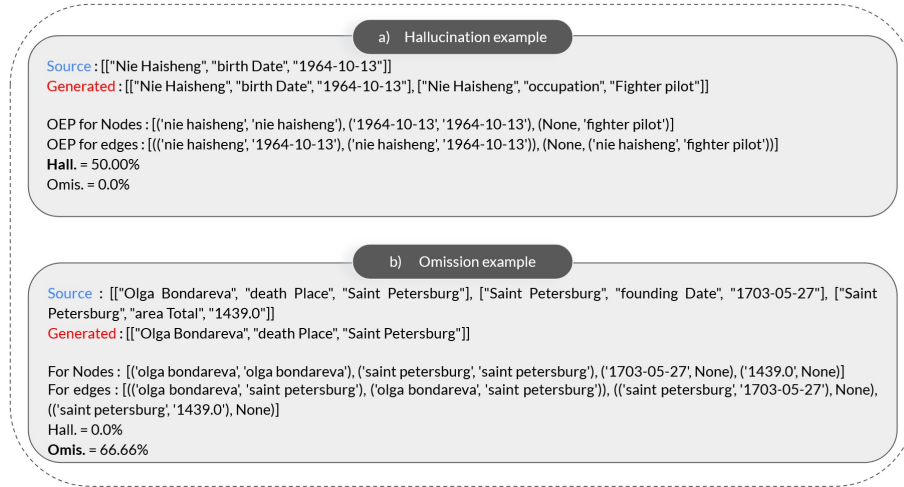 a) Hallucination example
Source : [["Nie Haisheng", "birth Date", "1964-10-13"]]
Generated : [["Nie Haisheng", "birth Date", "1964-10-13"], ["Nie Haisheng", "occupation", "Fighter pilot"]]
OEP for Nodes : [('nie haisheng', 'nie haisheng'), ('1964-10-13', '1964-10-13'), (None, 'fighter pilot')]
OEP for edges : [(('nie haisheng', '1964-10-13'), ('nie haisheng', '1964-10-13')), (None, ('nie haisheng', 'fighter pilot'))]
Hall. = 50.00%
Omis. = 0.0%
b) Omission example
Source : [["Olga Bondareva", "death Place", "Saint Petersburg"], ["Saint Petersburg", "founding Date", "1703-05-27"], ["Saint
Petersburg", "area Total", "1439.0"]]
Generated : [["Olga Bondareva", "death Place", "Saint Petersburg"]]
For Nodes : [('olga bondareva', 'olga bondareva'), ('saint petersburg', 'saint petersburg'), ('1703-05-27', None), ('1439.0', None)]
For edges : [(('olga bondareva', 'saint petersburg'), ('olga bondareva', 'saint petersburg')), (('saint petersburg', '1703-05-27'), None),
(('saint petersburg', '1439.0'), None)]
Hall. = 0.0%
Omis. = 66.66%